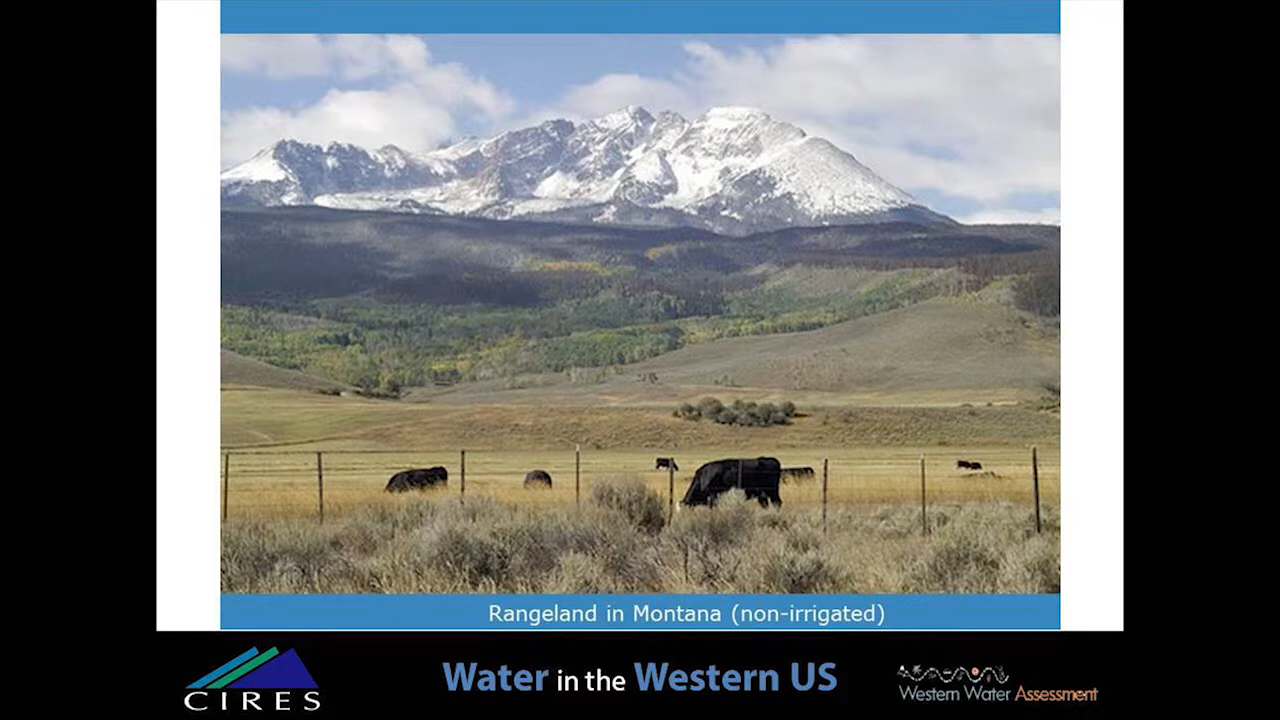 Rangeland in Montana (non-irrigated)
CIRES
Water in the Western US
Western Water Assessment